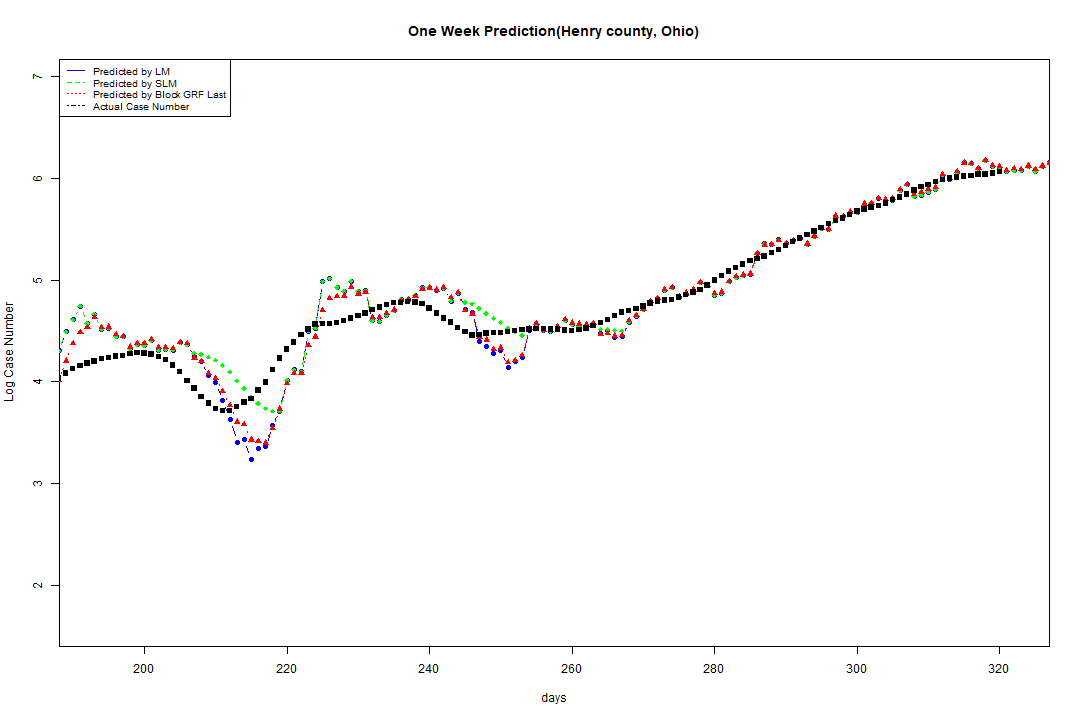 One Week Prediction(Henry county, Ohio)
Predicted by LM
Predicted by SLM
Predicted by Block GRF Last
Actual Case Number
7
6
5
4
3
2
Log Case Number
200 220 240 260 280 300 320
days